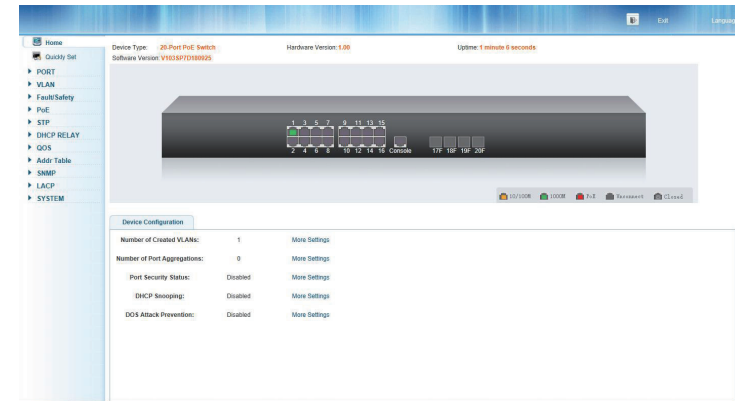 Exit
Language
Home
Quickly Set
PORT
VLAN
Fault/Safety
PoE
STP
DHCP RELAY
QOS
Addr Table
SNMP
LACP
SYSTEM
Device Type: 20-Port PoE Switch Hardware Version:1.00 Uptime: 1 minute 6 seconds
Software Version: V103SP7D180925
1 3 5 7 9 11 13 15
2 4 6 8 10 12 14 16 Console 17F 18F 19F 20F
10/100M 1000M PoE Closed
Device Configuration
Number of Created VLANs: 1 More Settings
Number of Port Aggregations: 0 More Settings
Port Security Status: Disabled More Settings
DHCP Snooping: Disabled More Settings
DOS Attack Prevention: Disabled More Settings